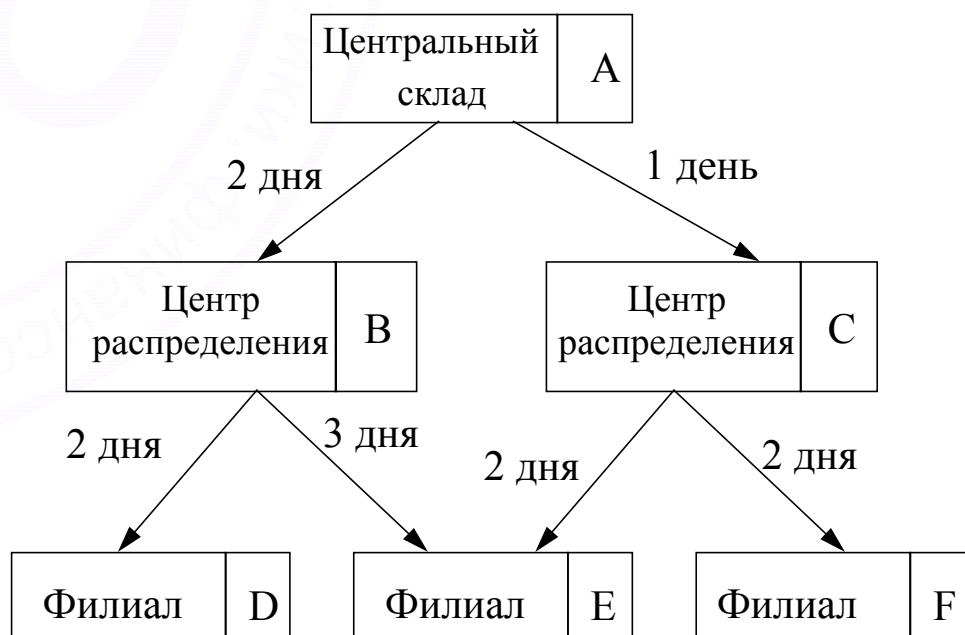 Центральный
склад
A
2 дня
1 день
Центр
распределения
B
Центр
распределения
C
2 дня
3 дня
2 дня
2 дня
Филиал
D
Филиал
E
Филиал
F